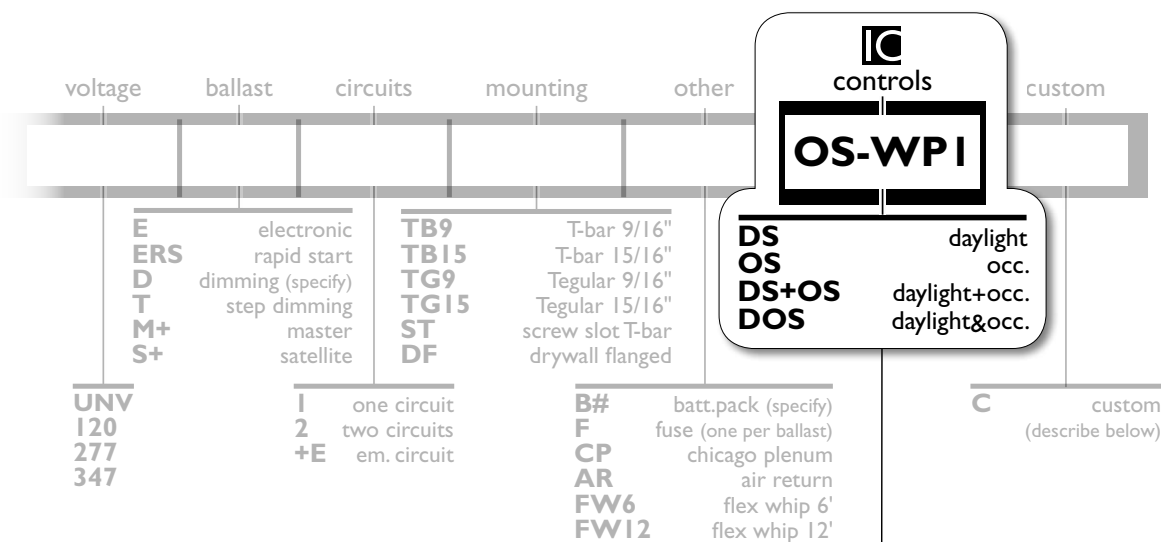 IC
voltage ballast circuits mounting other controls custom
OS-WP1
E electronic
ERS rapid start
D dimming (specify)
T step dimming
M+ master
S+ satellite
TB9 T-bar 9/16"
TB15 T-bar 15/16"
TG9 Tegular 9/16"
TG15 Tegular 15/16"
ST screw slot T-bar
DF drywall flanged
DS daylight
OS occ.
DS+OS daylight+occ.
DOS daylight&occ.
UNV
120
277
347
1 one circuit
2 two circuits
+E em. circuit
B# batt.pack (specify)
F fuse (one per ballast)
CP chicago plenum
AR air return
FW6 flex whip 6'
FW12 flex whip 12'
C custom
(describe below)